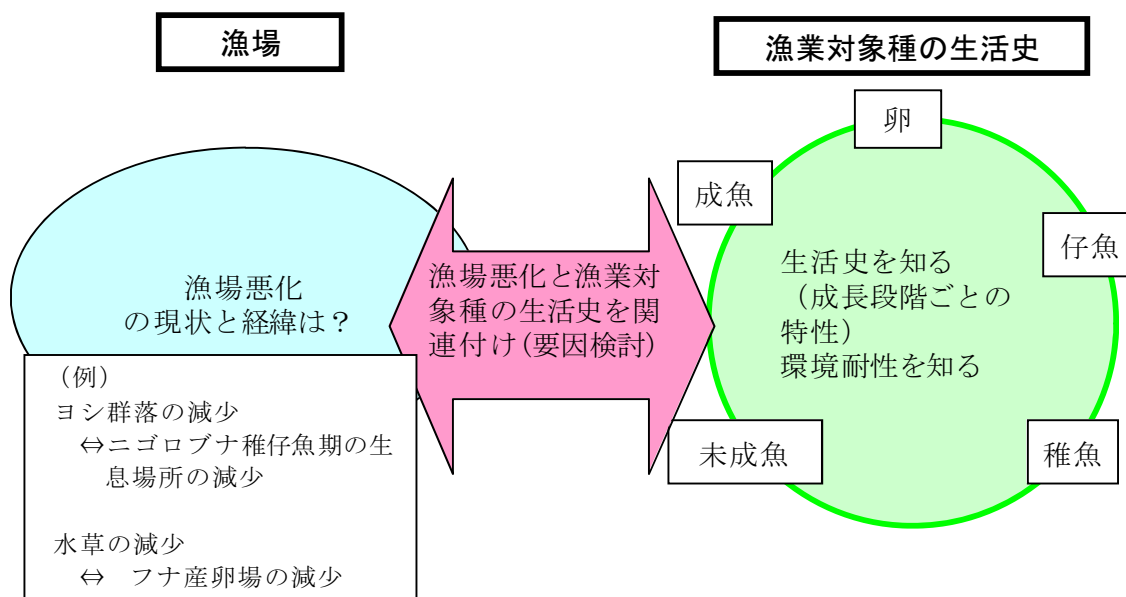 漁場
漁業対象種の生活史
漁場悪化
の現状と経緯は？
(例)
ヨシ群落の減少
⇔ニゴロブナ稚仔魚期の生
息場所の減少
水草の減少
⇔ フナ産卵場の減少
漁場悪化と漁業対
象種の生活史を関
連付け(要因検討)
卵
仔魚
稚魚
未成魚
成魚
生活史を知る
（成長段階ごとの
特性）
環境耐性を知る